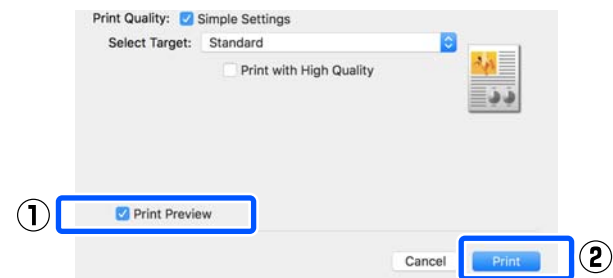 Print Quality: Simple Settings
Select Target: Standard
Print with High Quality
① Print Preview
Cancel Print ②